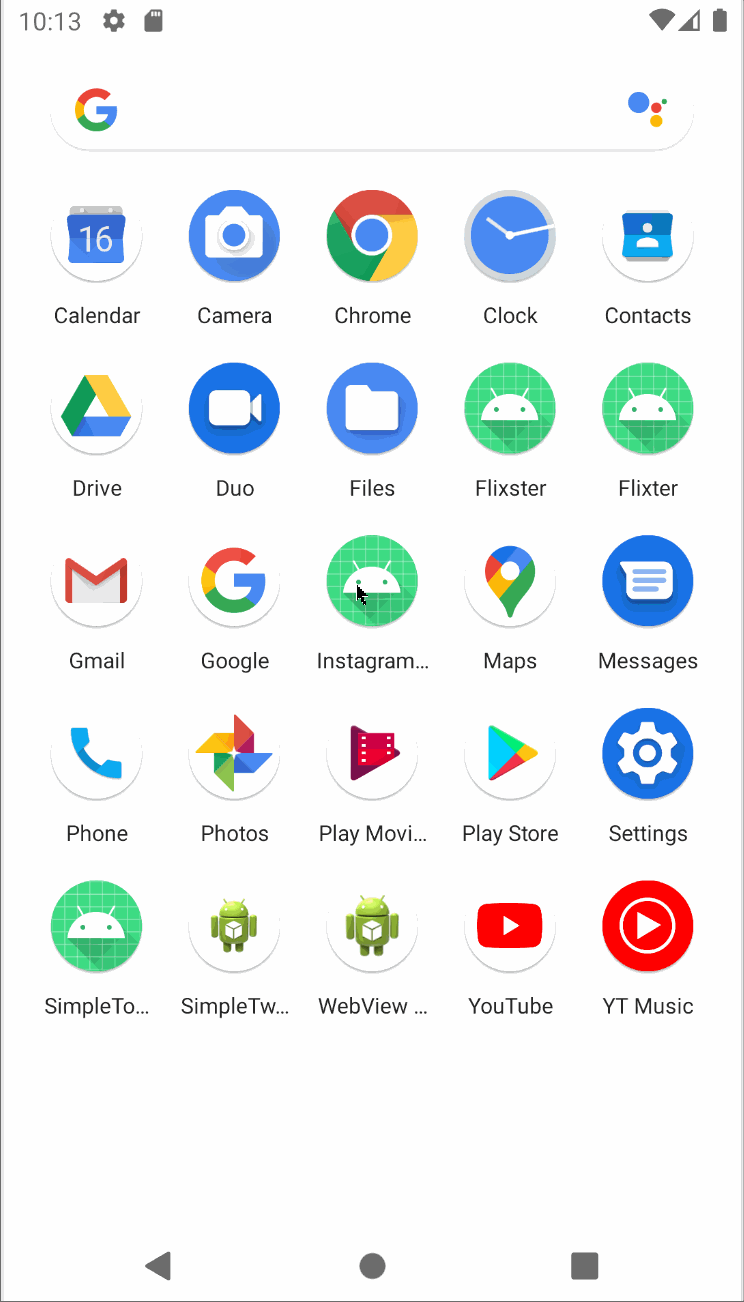 10:13
G
16
Calendar Camera Chrome Clock Contacts
Drive Duo Files Flixster Flixter
G
Gmail Google Instagram… Maps Messages
Phone Photos Play Movi… Play Store Settings
SimpleTo… SimpleTw… WebView … YouTube YT Music